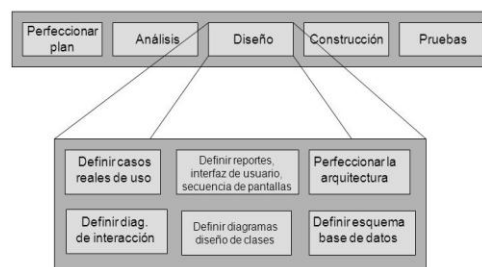 Perfeccionar
plan
Análisis
Diseño
Construcción
Pruebas
Definir casos
reales de uso
Definir reportes,
interfaz de usuario,
secuencia de pantallas
Perfeccionar la
arquitectura
Definir diag.
de interacción
Definir diagramas
diseño de clases
Definir esquema
base de datos